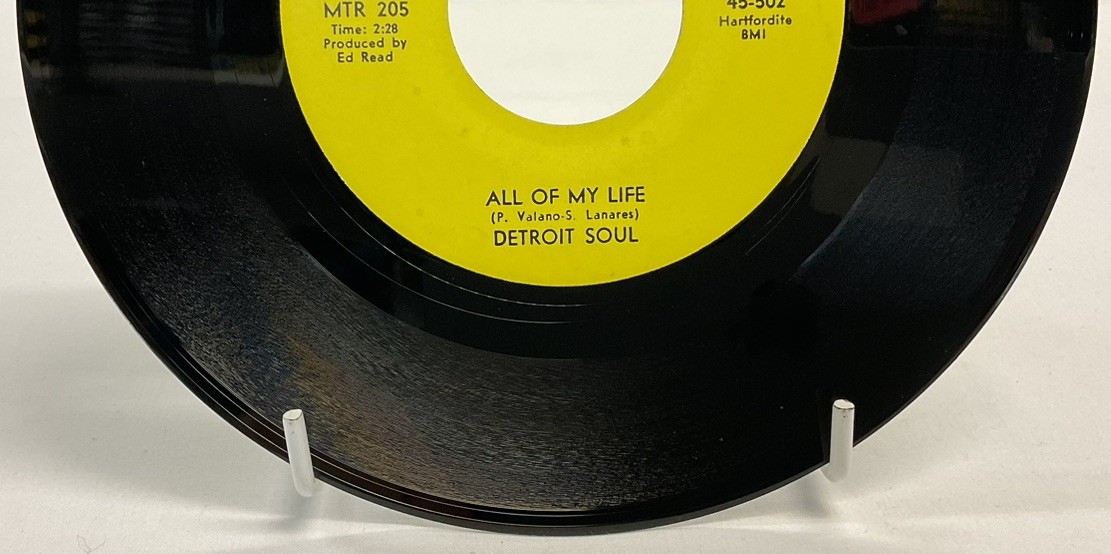 MTR 205
Time: 2:28
Produced by
Ed Read
45-502
Hartfordite
BMI
ALL OF MY LIFE
(P. Valano-S. Lanares)
DETROIT SOUL